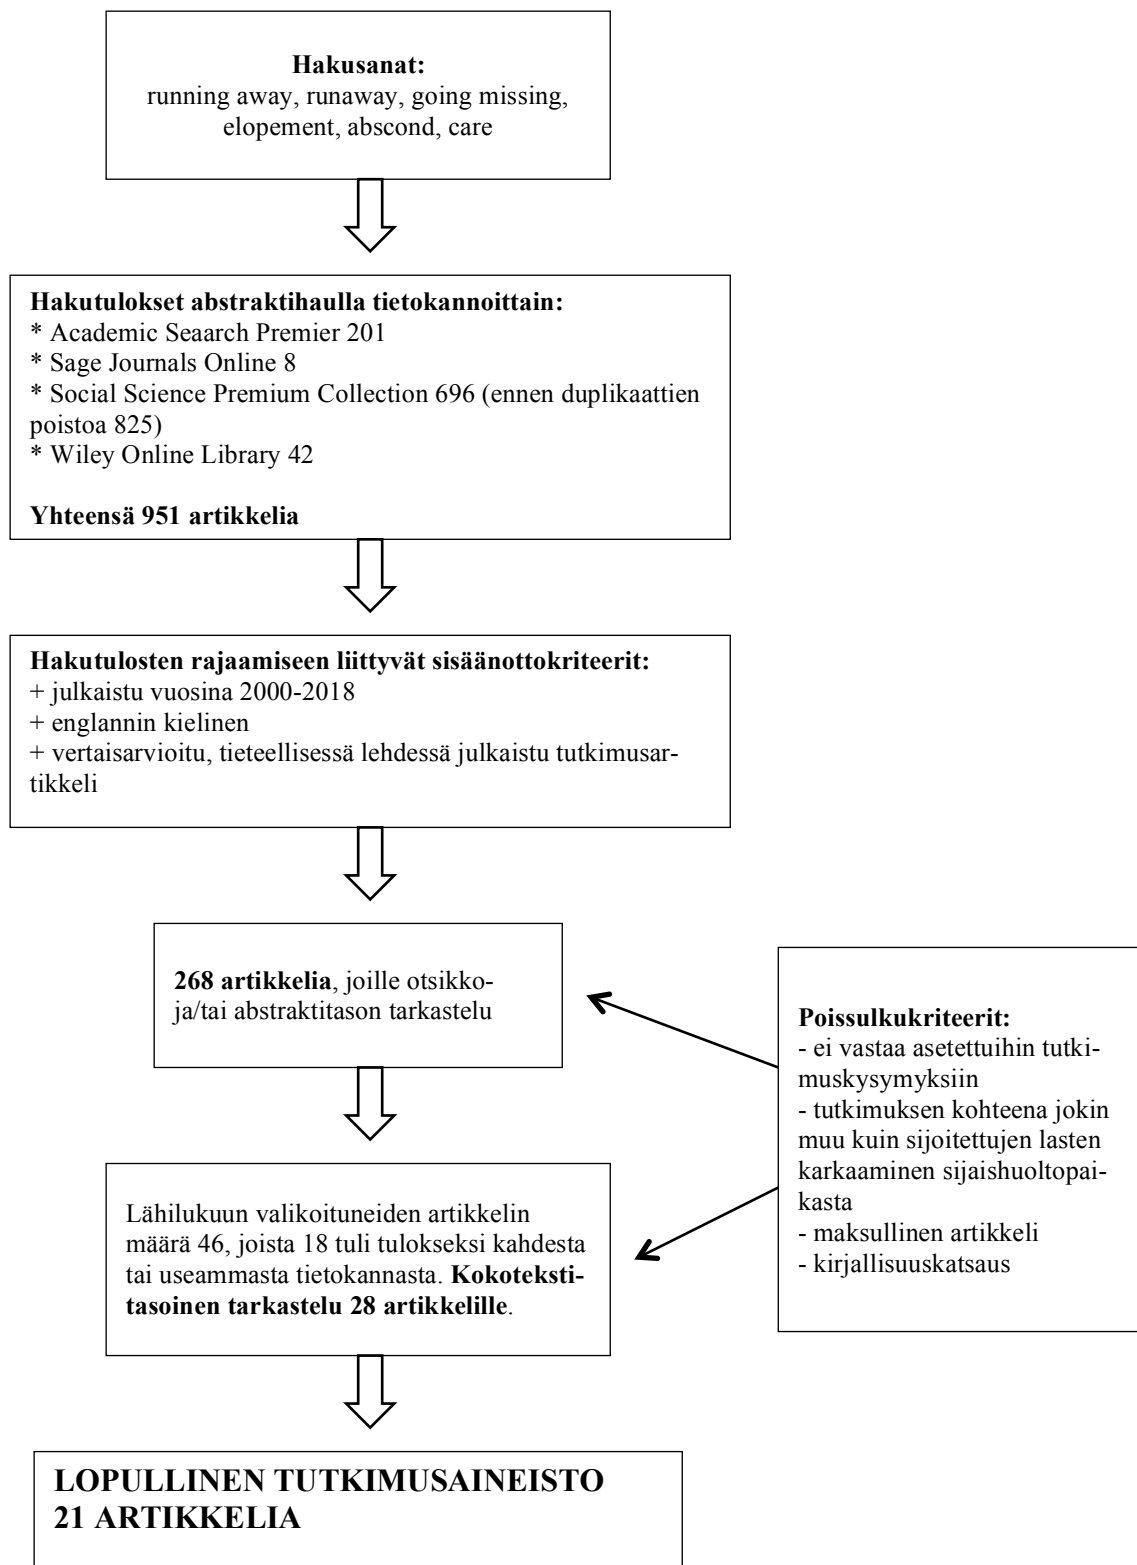 Hakusanat:
running away, runaway, going missing,
elopement, abscond, care
Hakutulokset abstraktihaulla tietokannoittain:
* Academic Seaarch Premier 201
* Sage Journals Online 8
* Social Science Premium Collection 696 (ennen duplikaattien
poistoa 825)
* Wiley Online Library 42
Yhteensä 951 artikkelia
Hakutulosten rajaamiseen liittyvät sisäänottokriteerit:
+ julkaistu vuosina 2000-2018
+ englannin kielinen
+ vertaisarvioitu, tieteellisessä lehdessä julkaistu tutkimusar-
tikkeli
268 artikkelia, joille otsikko-
ja/tai abstraktitason tarkastelu
Poissulkukriteerit:
- ei vastaa asetettuihin tutki-
muskysymyksiin
- tutkimuksen kohteena jokin
muu kuin sijoitettujen lasten
karkaaminen sijaishuoltopai-
kasta
- maksullinen artikkeli
- kirjallisuuskatsaus
Lähilukuun valikoituneiden artikkelin
määrä 46, joista 18 tuli tulokseksi kahdesta
tai useammasta tietokannasta. Kokoteksti-
tasoinen tarkastelu 28 artikkelille.
LOPULLINEN TUTKIMUSAINEISTO
21 ARTIKKELIA